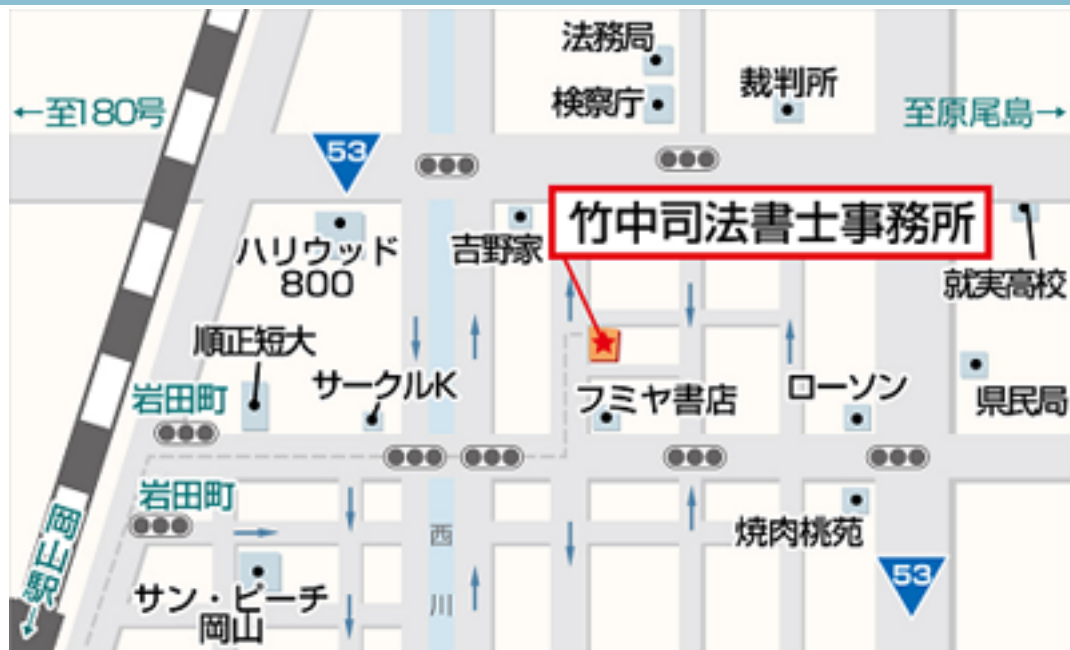 法務局
検察庁
裁判所
←至180号
至原尾島→
53
竹中司法書士事務所
ハリウッド
800
吉野家
就実高校
順正短大
サークルK
岩田町
フミヤ書店
ローソン
県民局
岩田町
西川
焼肉桃苑
53
岡山駅→
サン・ピーチ
岡山